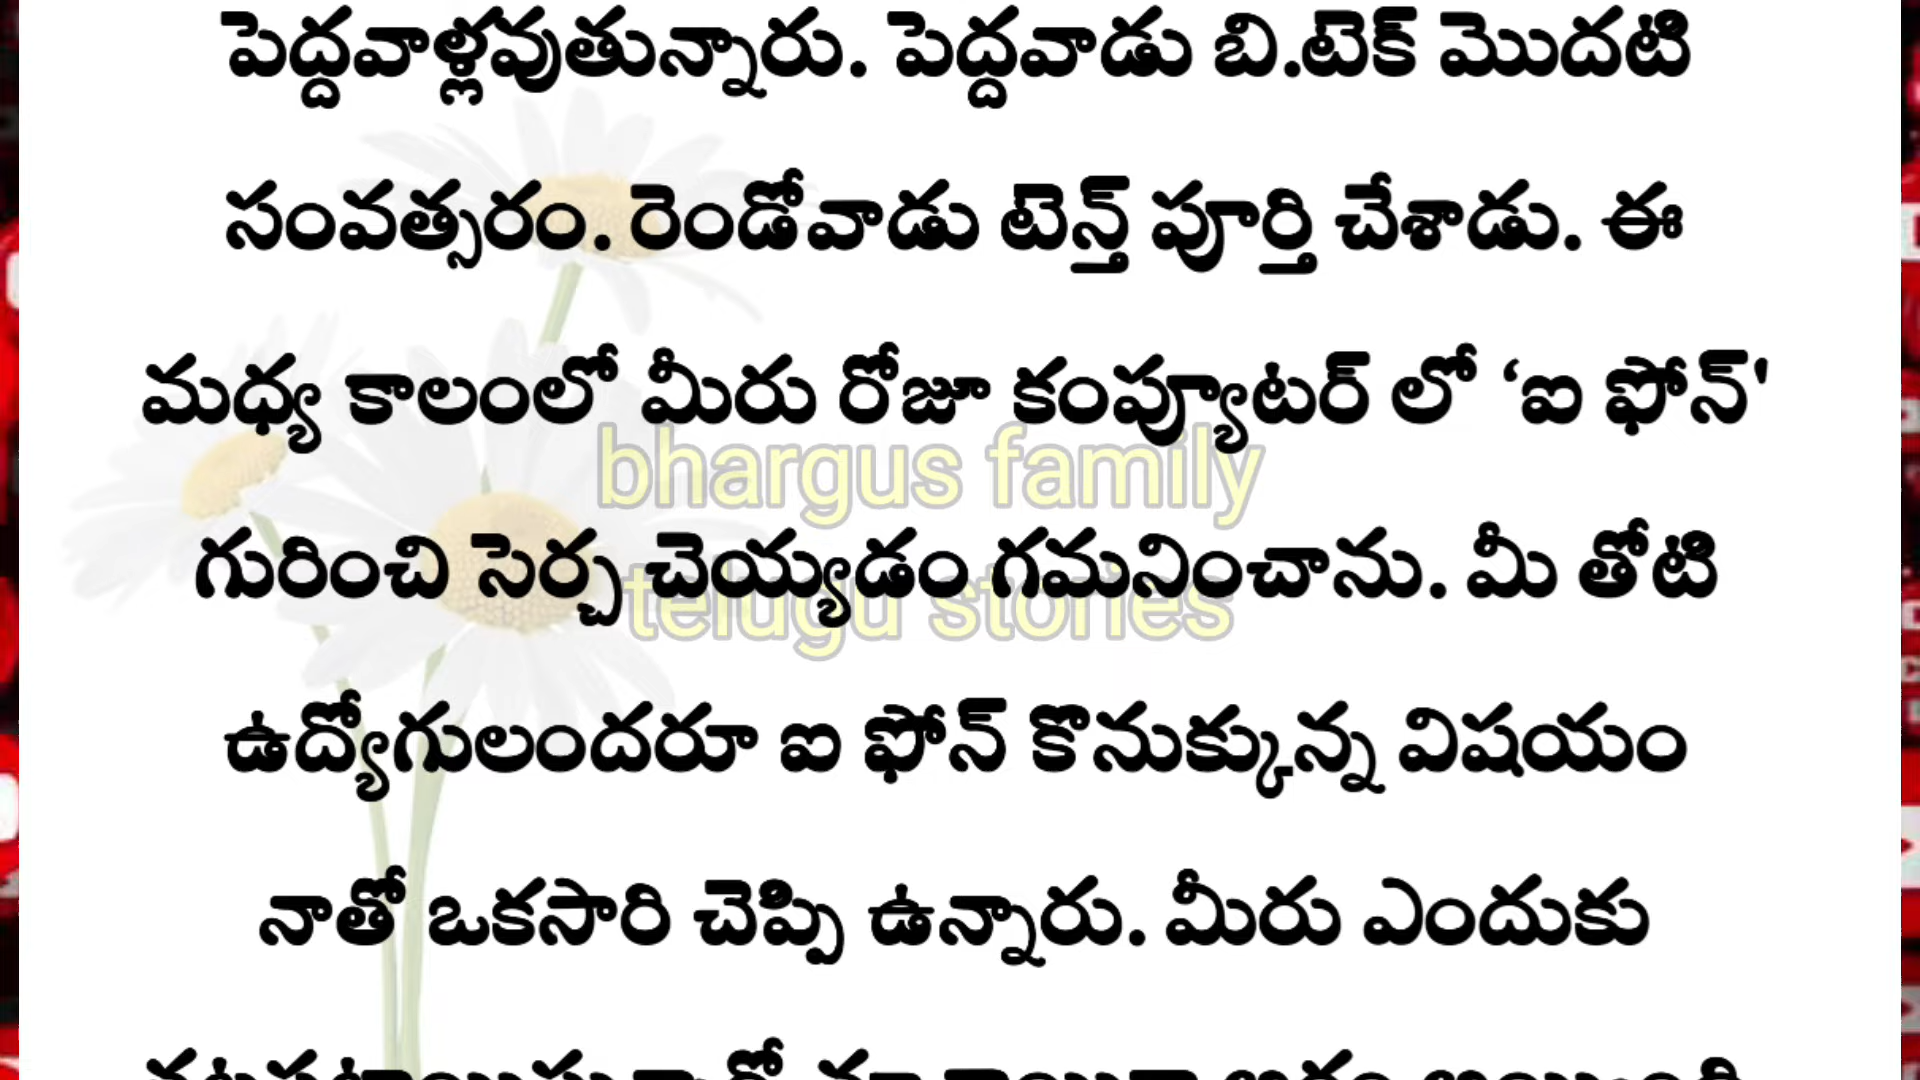 పెద్దవాళ్లవుతున్నారు. పెద్దవాడు బి.టెక్ మొదటి
సంవత్సరం. రెండోవాడు టెన్త్ పూర్తి చేశాడు. ఈ
మధ్య కాలంలో మీరు రోజూ కంప్యూటర్ లో ‘ఐ ఫోన్'
bhargus family
గురించి సెర్చ చెయ్యడం గమనించాను. మీ తోటి
telugu stories
ఉద్యోగులందరూ ఐ ఫోన్ కొనుక్కున్న విషయం
నాతో ఒకసారి చెప్పి ఉన్నారు. మీరు ఎందుకు